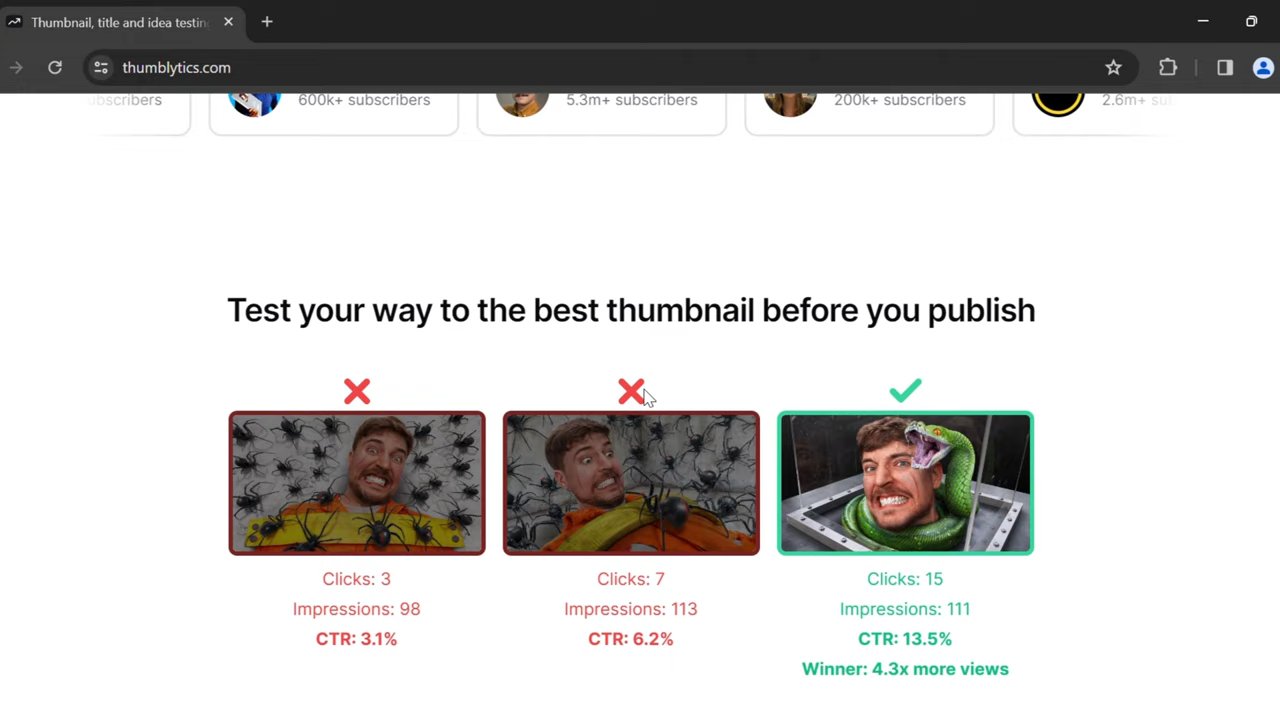 Thumbnail, title and idea testin
thumblytics.com
subscribers
600k+ subscribers
5.3m+ subscribers
200k+ subscribers
2.6m+
Test your way to the best thumbnail before you publish
Clicks: 3
Impressions: 98
CTR: 3.1%
Clicks: 7
Impressions: 113
CTR: 6.2%
Clicks: 15
Impressions: 111
CTR: 13.5%
Winner: 4.3x more views